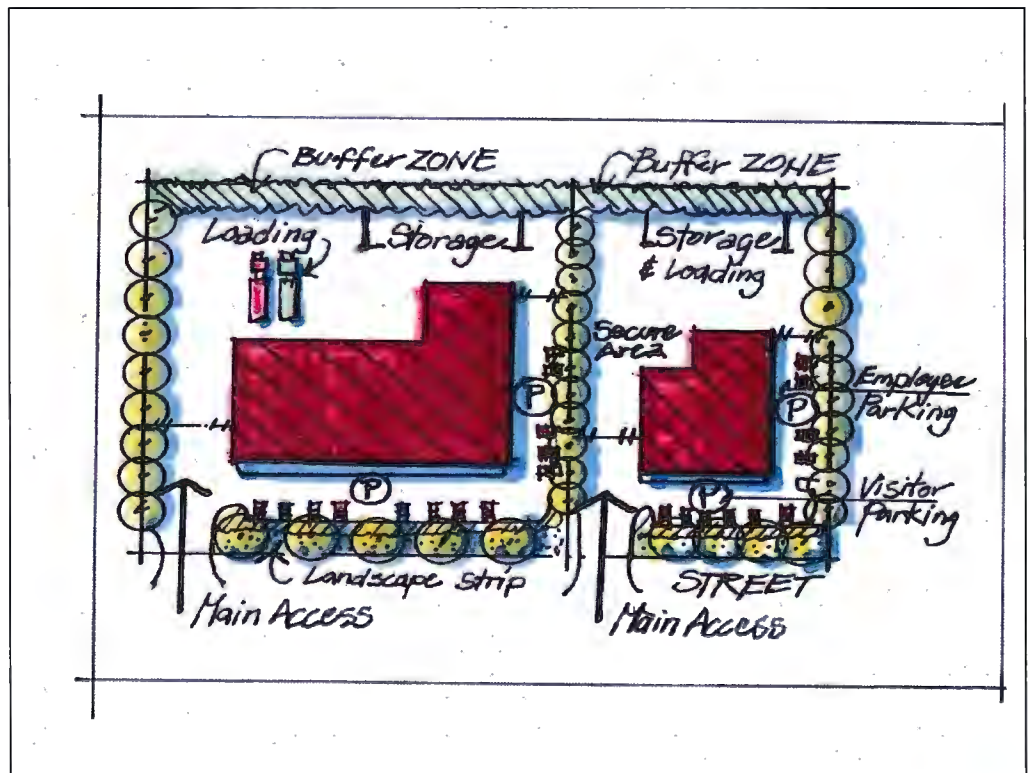 Buffer ZONE
Buffer ZONE
Loading
Storage
Storage
& Loading
Secure
Area
P
P
Employee
Parking
P
P
Visitor
Parking
Landscape Strip
STREET
Main Access
Main Access